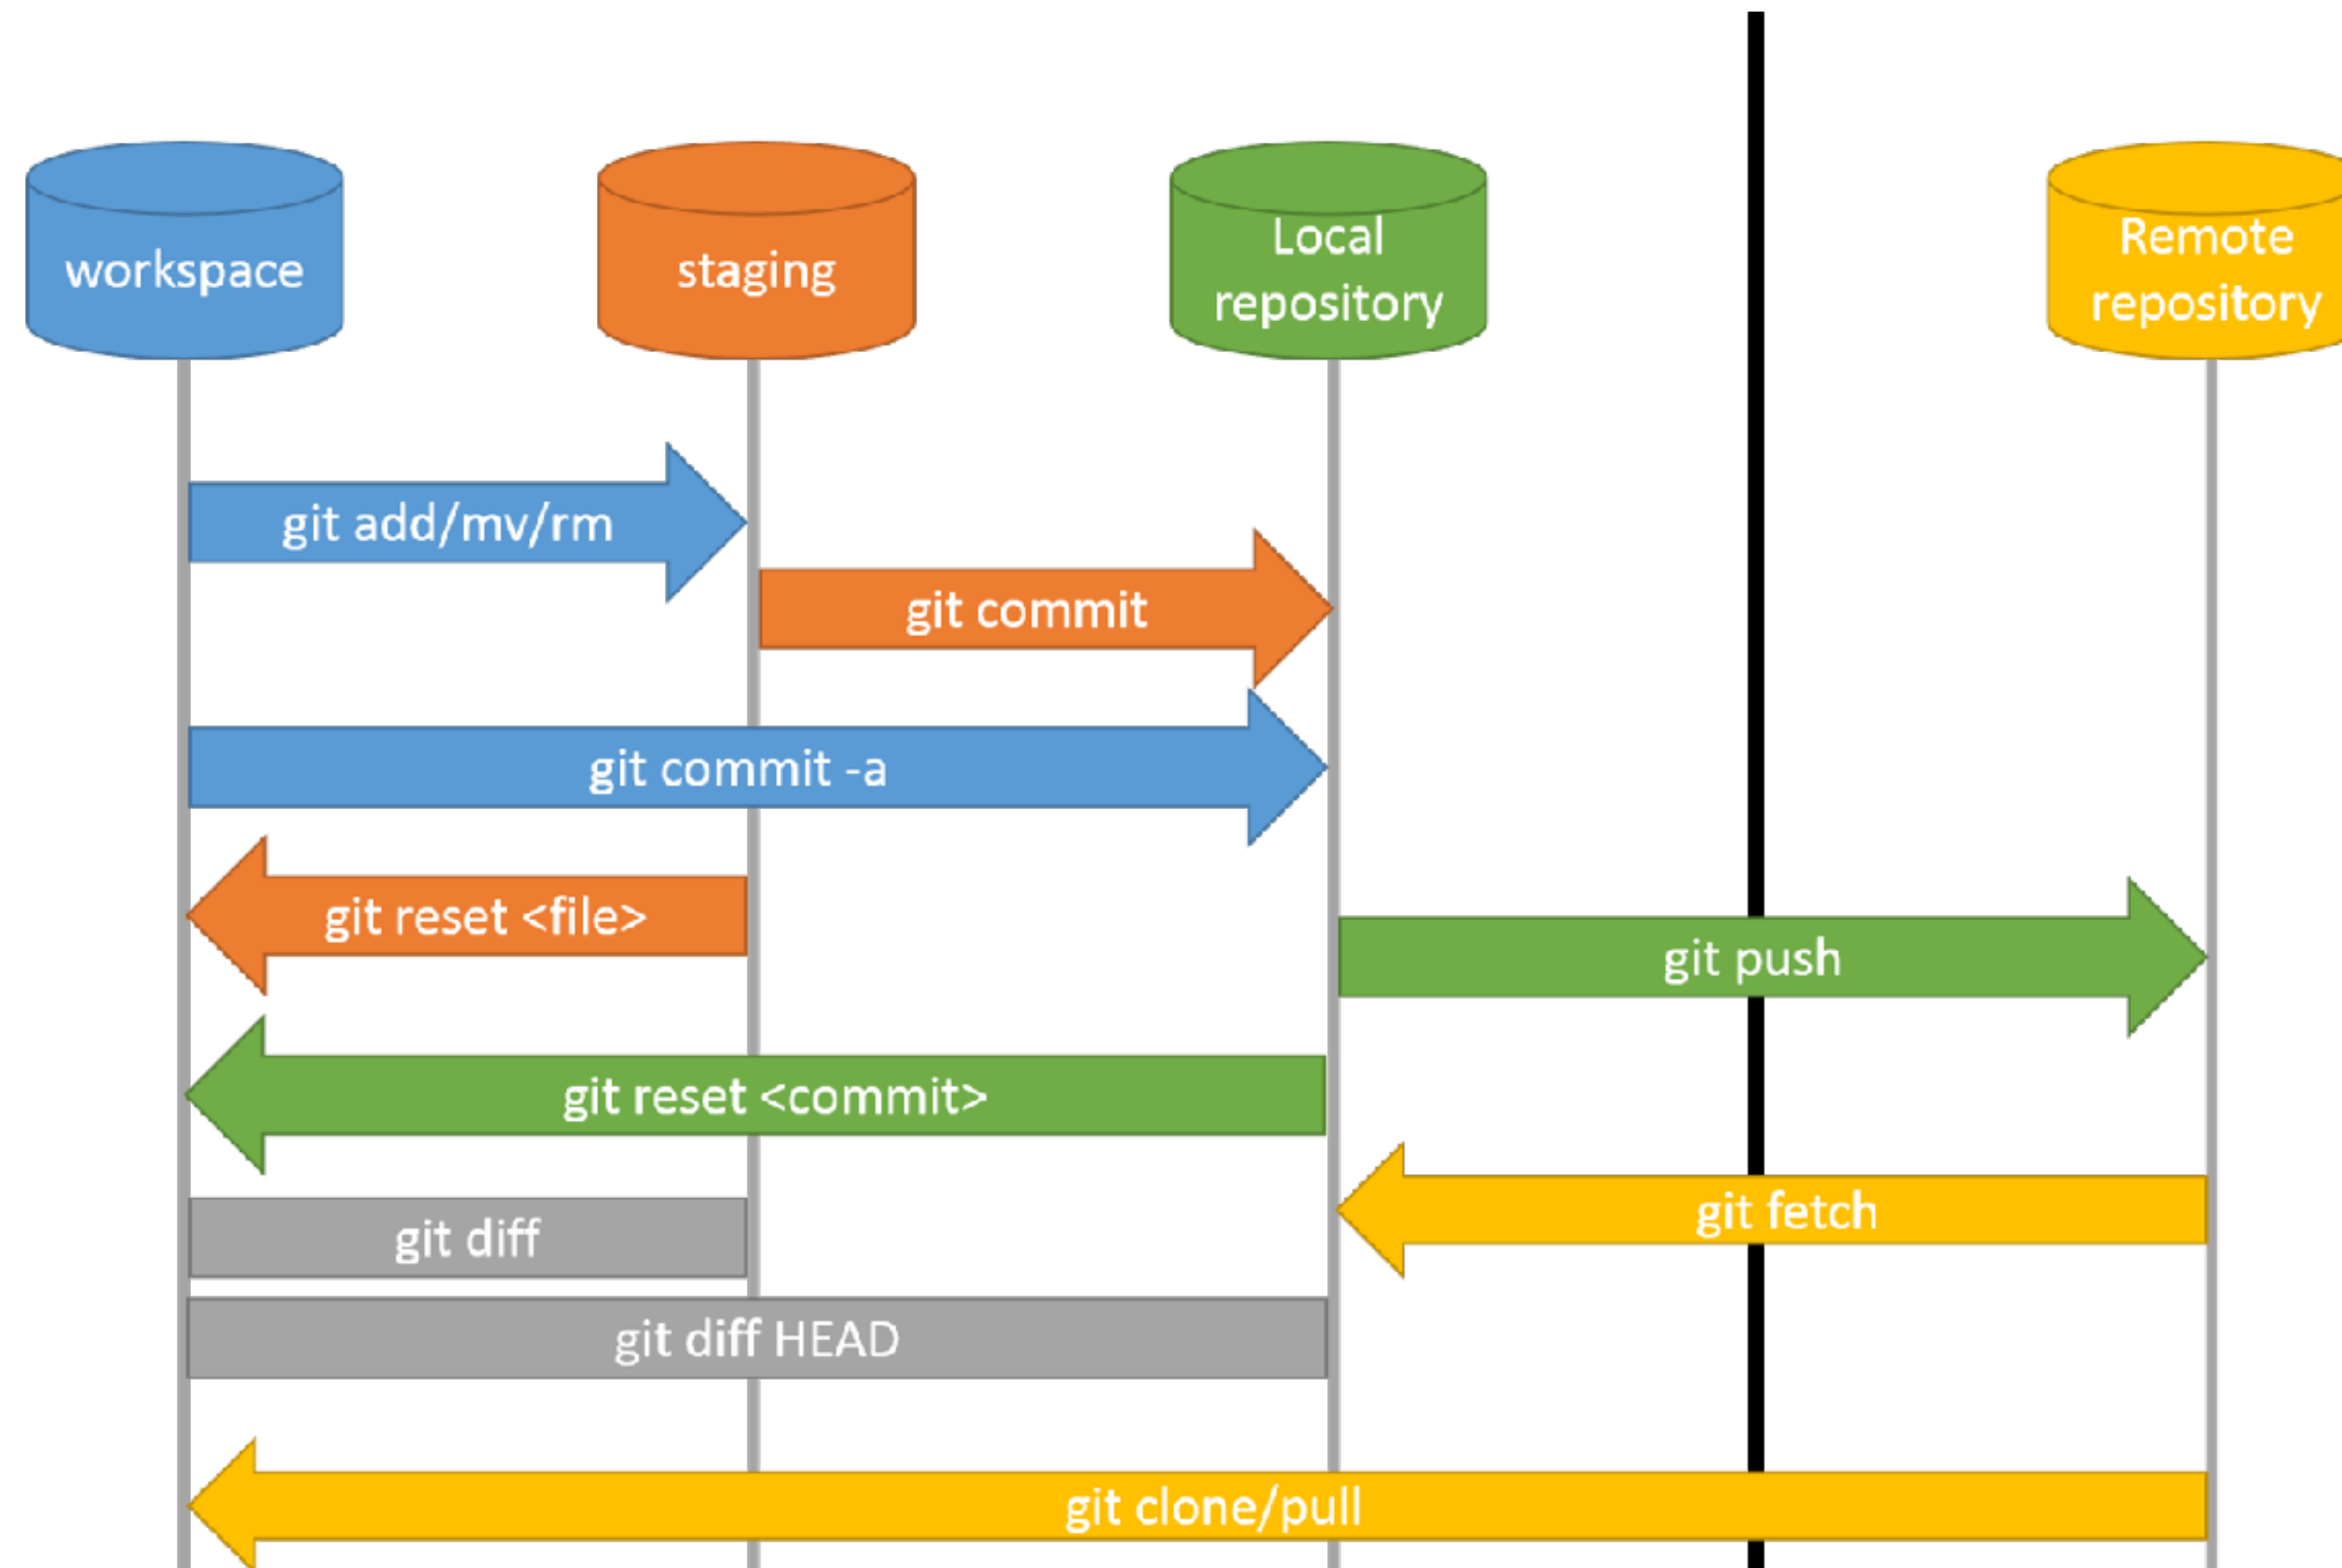 workspace
staging
Local
repository
Remote
repository
git add/mv/rm
git commit
git commit -a
git reset <file>
git push
git reset <commit>
git fetch
git diff
git diff HEAD
git clone/pull